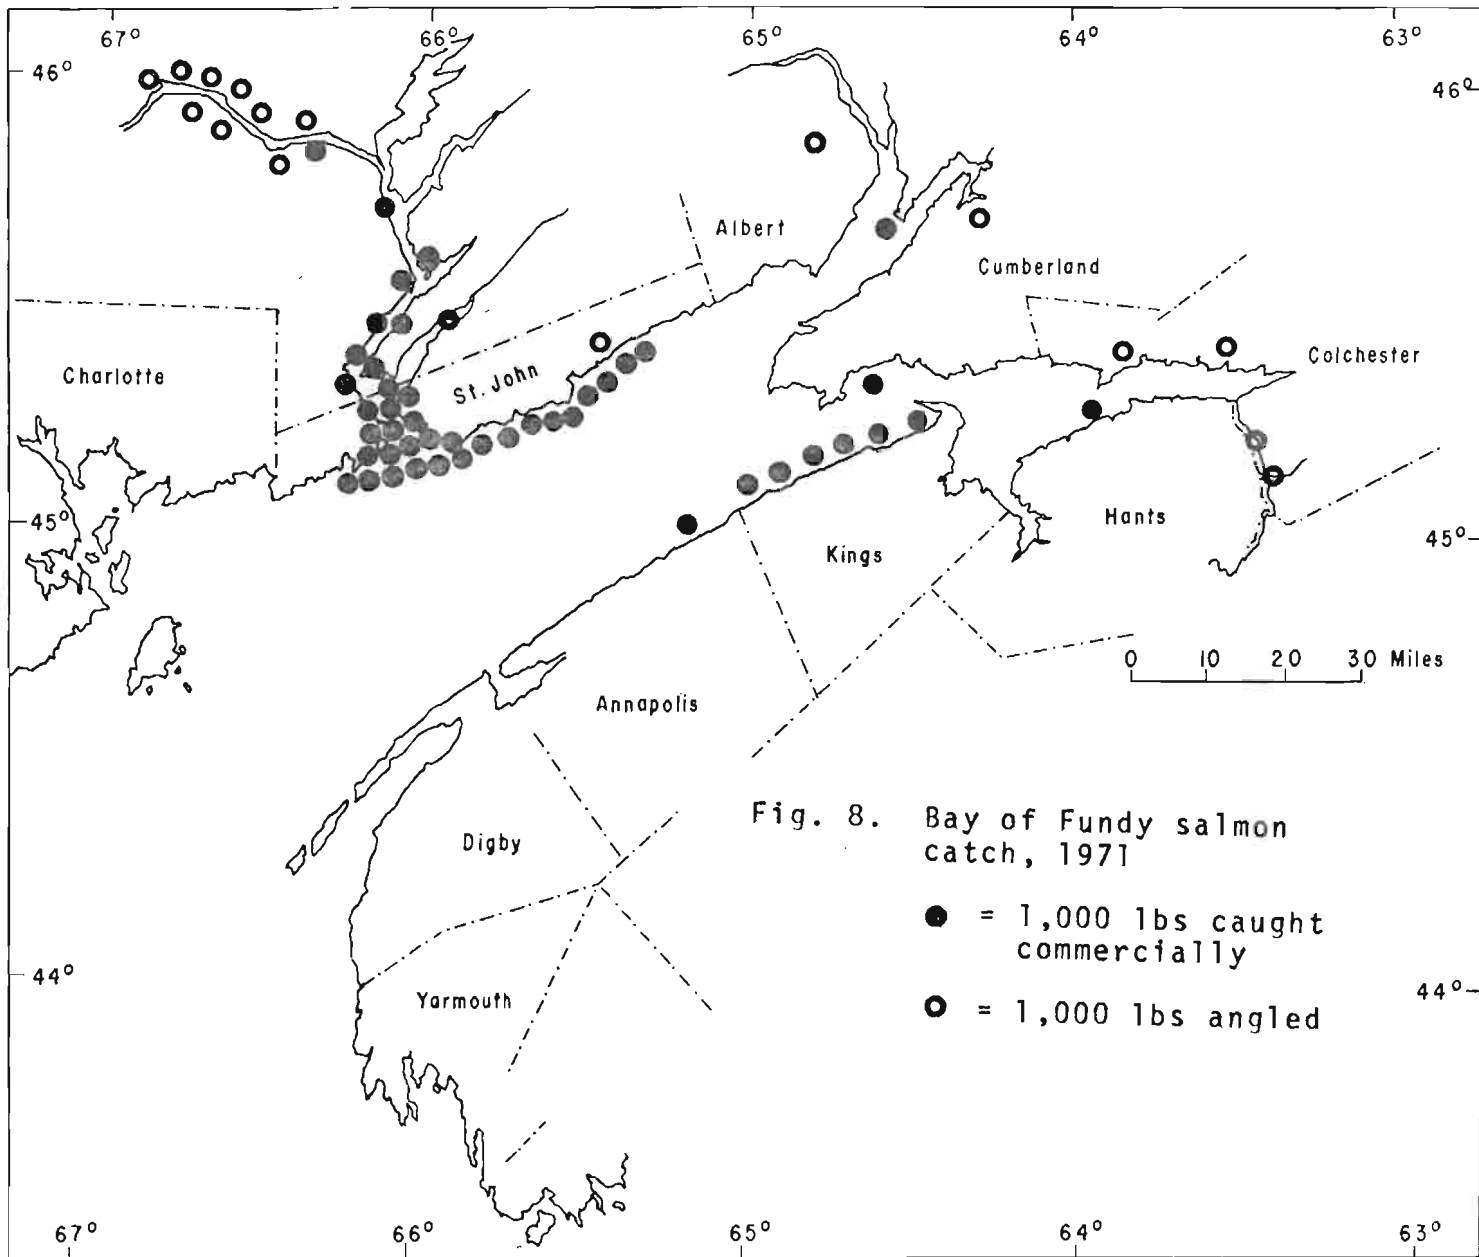 67° 66° 65° 64° 63°
46° 46°
Albert
Cumberland
Charlotte
St. John
Colchester
45° 45°
Kings
Hants
0 10 20 30 Miles
Annapolis
Digby
Yarmouth
Fig. 8. Bay of Fundy salmon
catch, 1971
= 1,000 lbs caught
commercially
= 1,000 lbs angled
44° 44°
67° 66° 65° 64° 63°